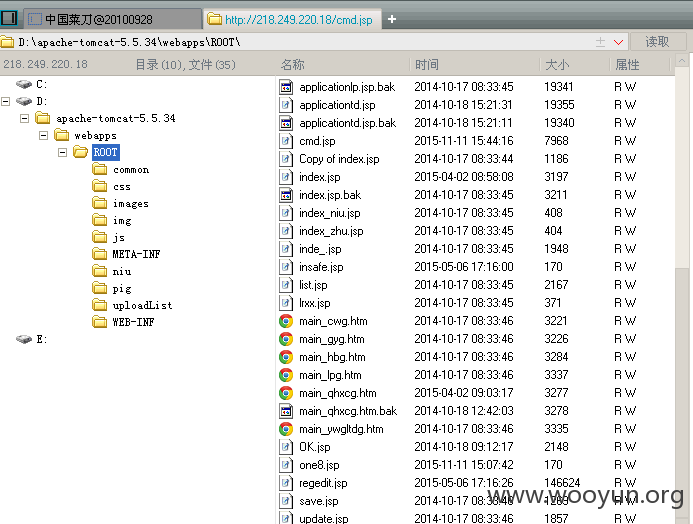 中国菜刀@20100928
http://218.249.220.18/cmd.jsp
+
D:\apache-tomcat-5.5.34\webapps\ROOT\
读取
218.249.220.18 目录(10),文件(35) 名称 时间 大小 属性
C:
D:
apache-tomcat-5.5.34
webapps
ROOT
common
css
images
img
js
META-INF
niu
pig
uploadList
WEB-INF
E:
applicationlp.jsp.bak 2014-10-17 08:33:45 19341 R W
applicationtd.jsp 2014-10-18 15:21:31 19355 R W
applicationtd.jsp.bak 2014-10-18 15:21:11 19340 R W
cmd.jsp 2015-11-11 15:44:16 7968 R W
Copy of index.jsp 2014-10-17 08:33:44 1186 R W
index.jsp 2015-04-02 08:58:08 3197 R W
index.jsp.bak 2014-10-17 08:33:45 3211 R W
index_niu.jsp 2014-10-17 08:33:45 408 R W
index_zhu.jsp 2014-10-17 08:33:45 404 R W
inde_.jsp 2014-10-17 08:33:45 1948 R W
insafe.jsp 2015-05-06 17:16:00 170 R W
list.jsp 2014-10-17 08:33:45 2167 R W
lrxx.jsp 2014-10-17 08:33:45 371 R W
main_cwg.htm 2014-10-17 08:33:46 3221 R W
main_gyg.htm 2014-10-17 08:33:46 3226 R W
main_hbg.htm 2014-10-17 08:33:46 3284 R W
main_lpg.htm 2014-10-17 08:33:46 3337 R W
main_qhxcg.htm 2015-04-02 09:03:17 3277 R W
main_qhxcg.htm.bak 2014-10-18 12:42:03 3278 R W
main_ywgltdg.htm 2014-10-17 08:33:46 3335 R W
OK.jsp 2014-10-18 09:12:17 2148 R W
one8.jsp 2015-11-11 15:07:42 170 R W
regedit.jsp 2015-05-06 17:16:26 146624 R W
save.jsp 2014-10-17 08:33:46 R W
www.wooyun.org
update.jsp 2014-10-17 08:33:46 1857 R W